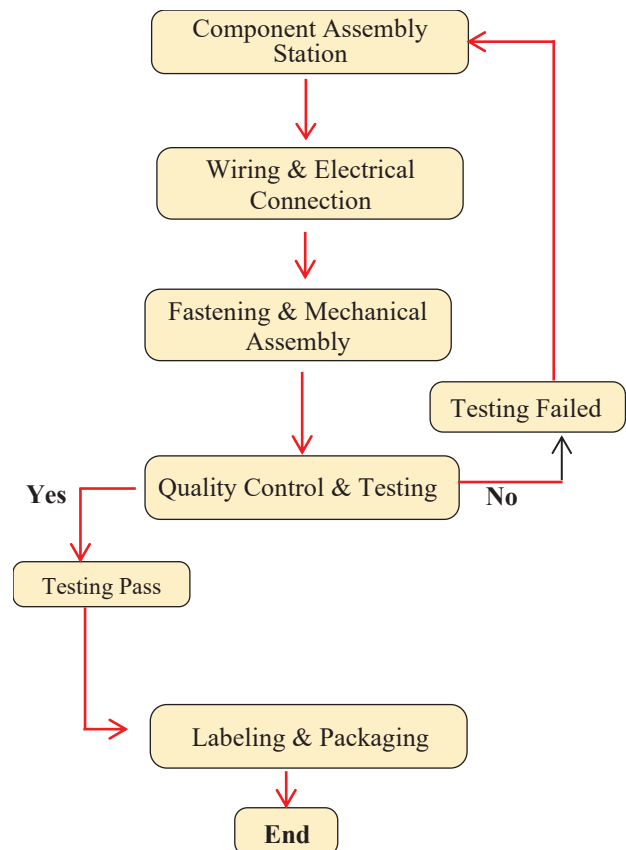 Component Assembly
Station
Wiring & Electrical
Connection
Fastening & Mechanical
Assembly
Testing Failed
Quality Control & Testing
Yes
No
Testing Pass
Labeling & Packaging
End